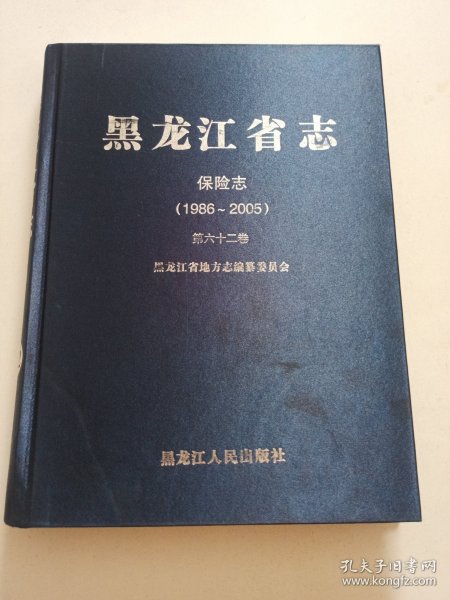 黑龙江省志
保险志
(1986~2005)
第六十二卷
黑龙江省地方志编纂委员会
黑龙江人民出版社
孔夫子旧书网
www.kongfz.com